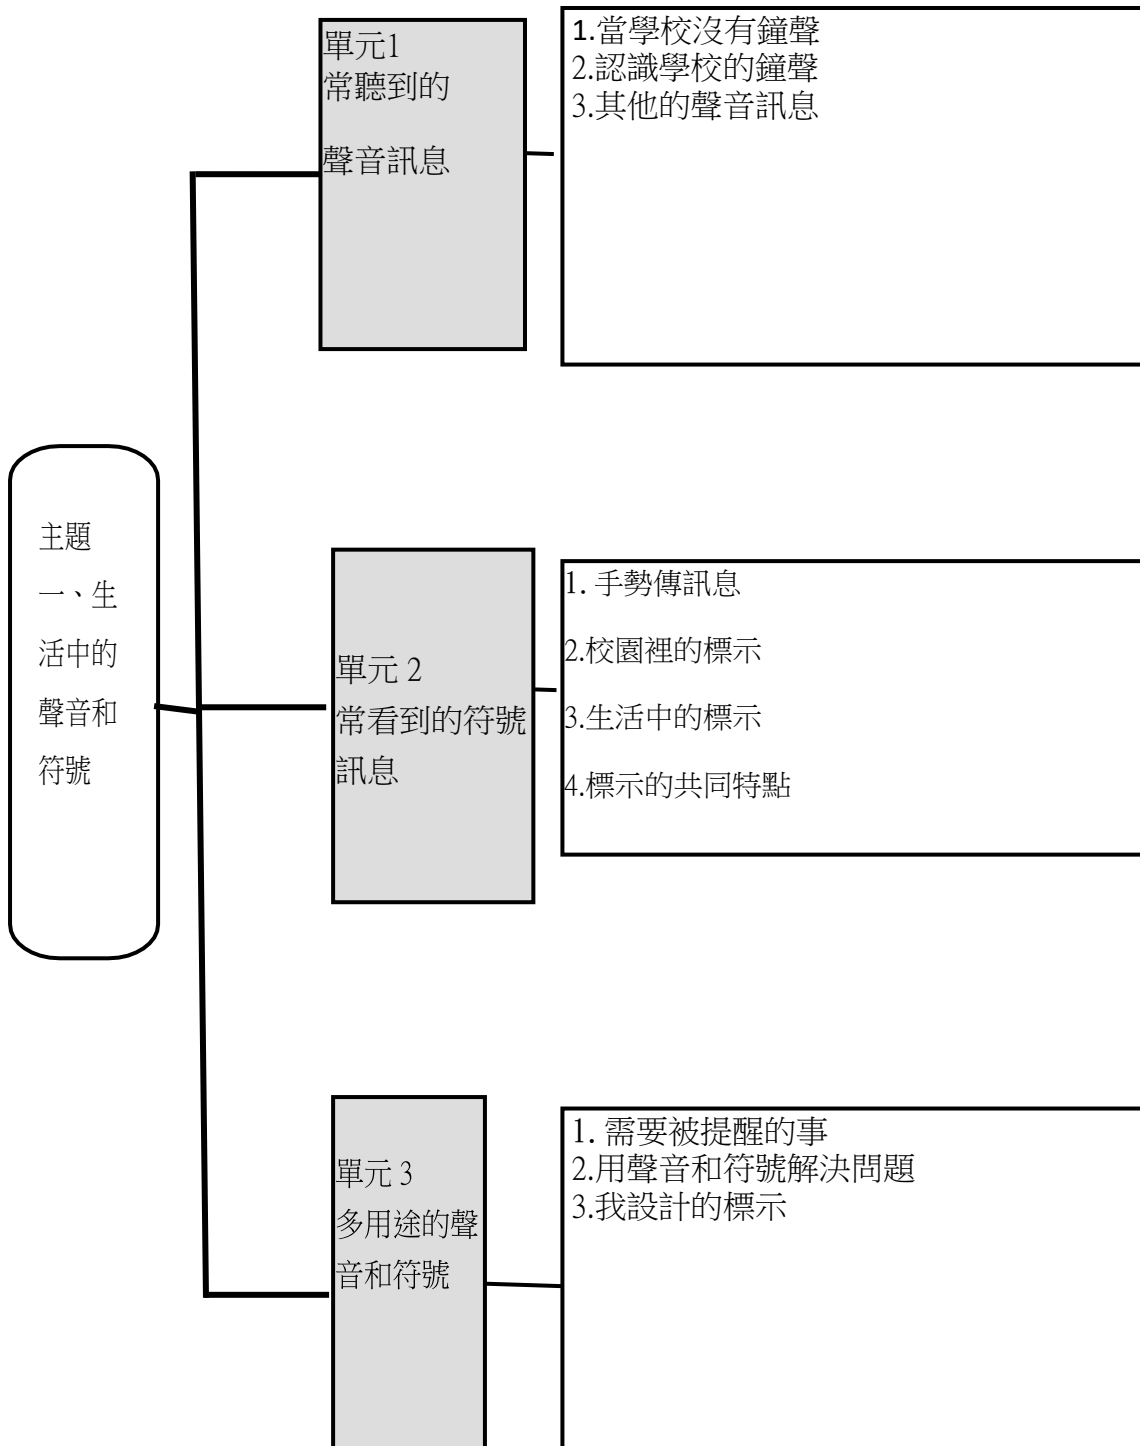 主題
一、生
活中的
聲音和
符號
單元1
常聽到的
聲音訊息
1.當學校沒有鐘聲
2.認識學校的鐘聲
3.其他的聲音訊息
單元 2
常看到的符號
訊息
1. 手勢傳訊息
2.校園裡的標示
3.生活中的標示
4.標示的共同特點
單元 3
多用途的聲
音和符號
1. 需要被提醒的事
2.用聲音和符號解決問題
3.我設計的標示